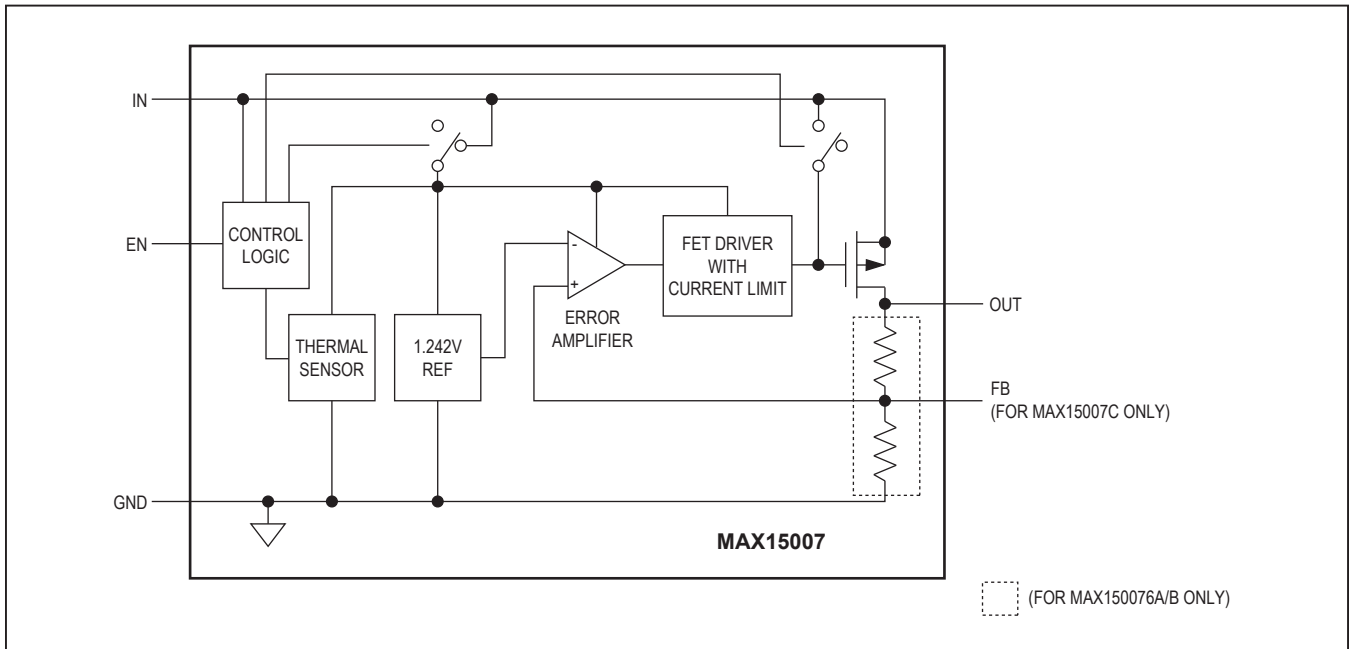 IN
EN
CONTROL
LOGIC
THERMAL
SENSOR
1.242V
REF
-
+
ERROR
AMPLIFIER
FET DRIVER
WITH
CURRENT LIMIT
OUT
FB
(FOR MAX15007C ONLY)
GND
MAX15007
(FOR MAX150076A/B ONLY)